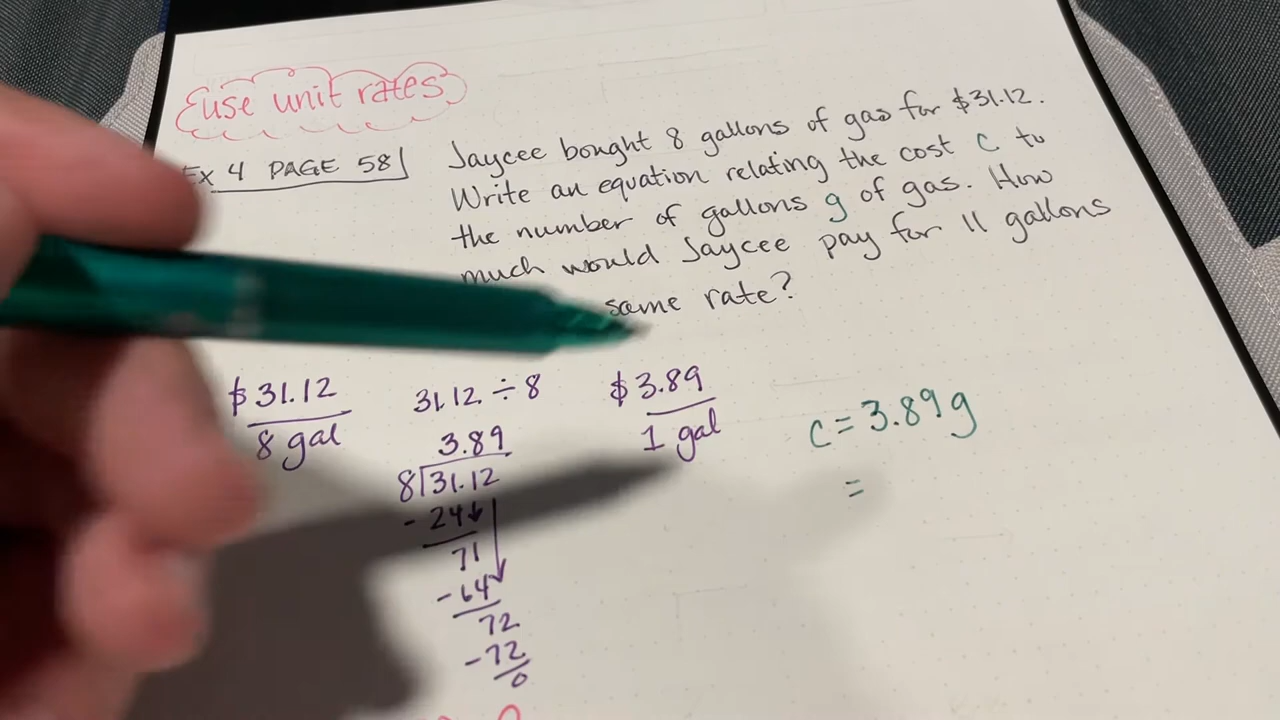 use unit rates
Ex 4 PAGE 58
Jaycee bought 8 gallons of gas for $31.12.
Write an equation relating the cost c to
the number of gallons g of gas. How
much would Jaycee pay for 11 gallons
same rate?
$31.12
8 gal
31.12 ÷ 8
3.89
8 31.12
- 24
71
- 64
72
- 72
0
$3.89
1 gal
c = 3.89g
=